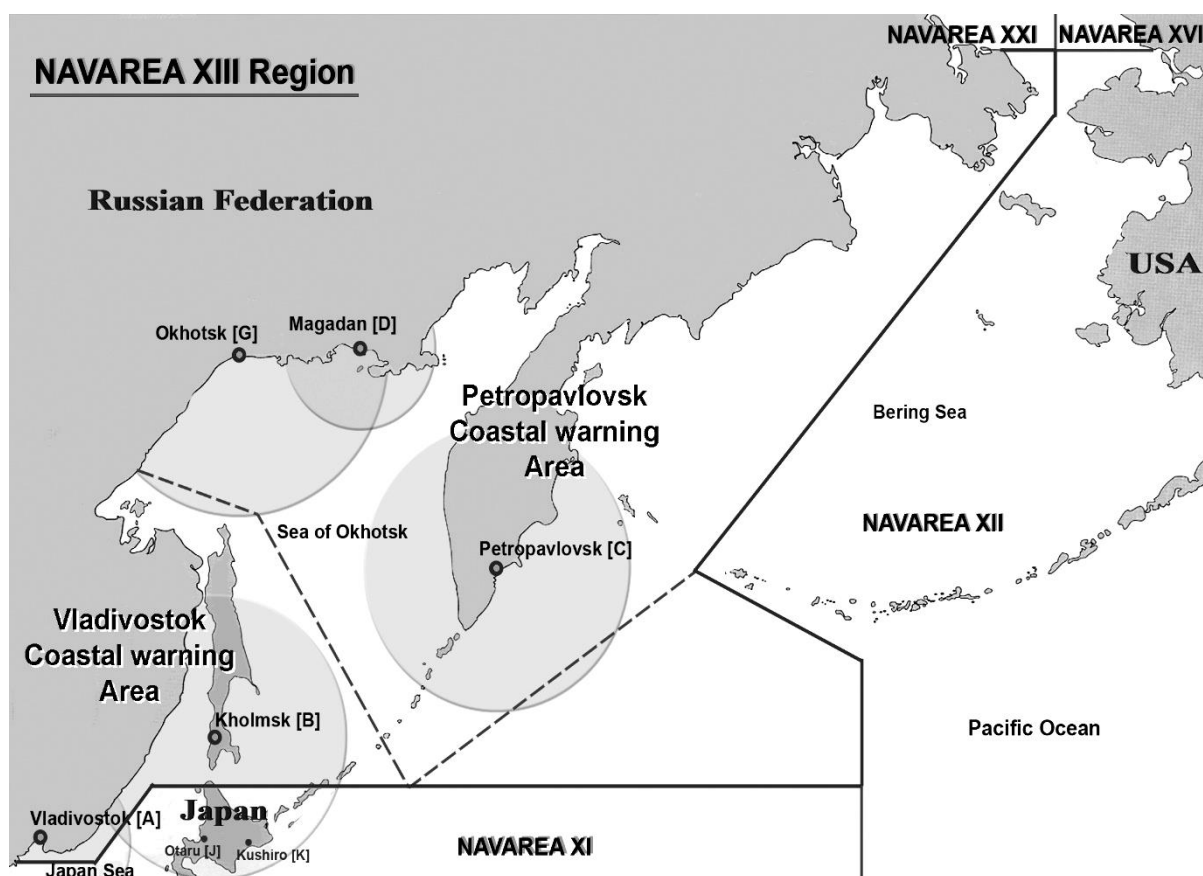 NAVAREA XXI
NAVAREA XVI
NAVAREA XIII Region
Russian Federation
USA
Okhotsk [G]
Magadan [D]
Petropavlovsk
Coastal warning
Area
Bering Sea
Sea of Okhotsk
NAVAREA XII
Petropavlovsk [C]
Vladivostok
Coastal warning
Area
Kholmsk [B]
Pacific Ocean
Vladivostok [A]
Japan
Otaru [J]
Kushiro [K]
NAVAREA XI
Japan Sea